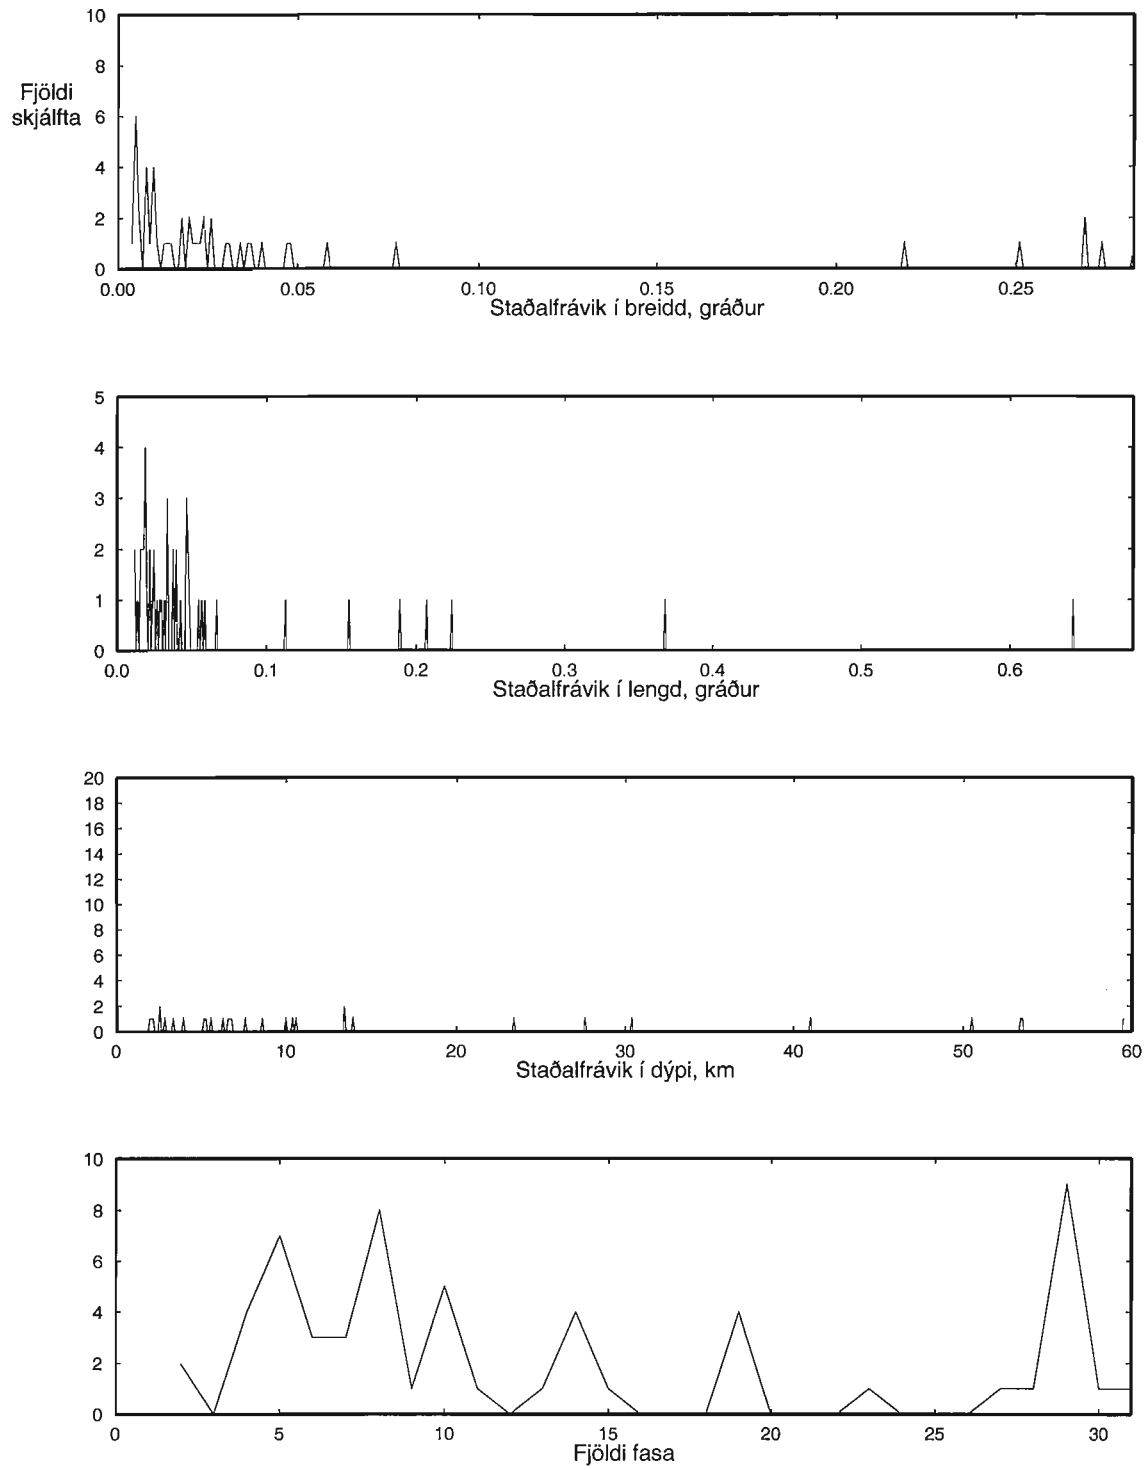 10
8
Fjöldi
skjálfta 6
4
2
0
0.00 0.05 0.10 0.15 0.20 0.25
Staðalfrávik í breidd, gráður
5
4
3
2
1
0
0.0 0.1 0.2 0.3 0.4 0.5 0.6
Staðalfrávik í lengd, gráður
20
18
16
14
12
10
8
6
4
2
0
0 10 20 30 40 50 60
Staðalfrávik í dýpi, km
10
8
6
4
2
0
0 5 10 15 20 25 30
Fjöldi fasa